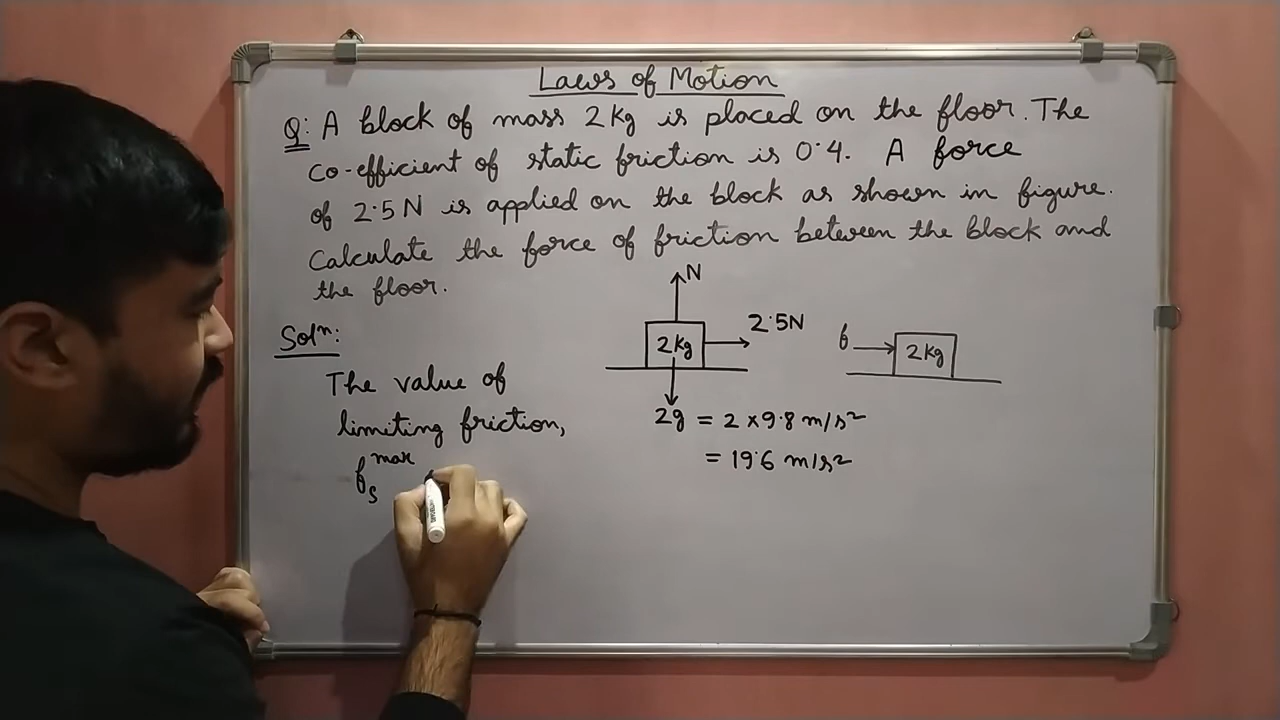 Laws of Motion
Q: A block of mass 2 Kg is placed on the floor. The
co-efficient of static friction is 0.4. A force
of 2.5 N is applied on the block as shown in figure.
Calculate the force of friction between the block and
the floor.
Solⁿ:
The value of
limiting friction,
fₛᵐᵃˣ
N
2 Kg
2.5N
2g = 2 × 9.8 m/s²
= 19.6 m/s²
f
2 Kg